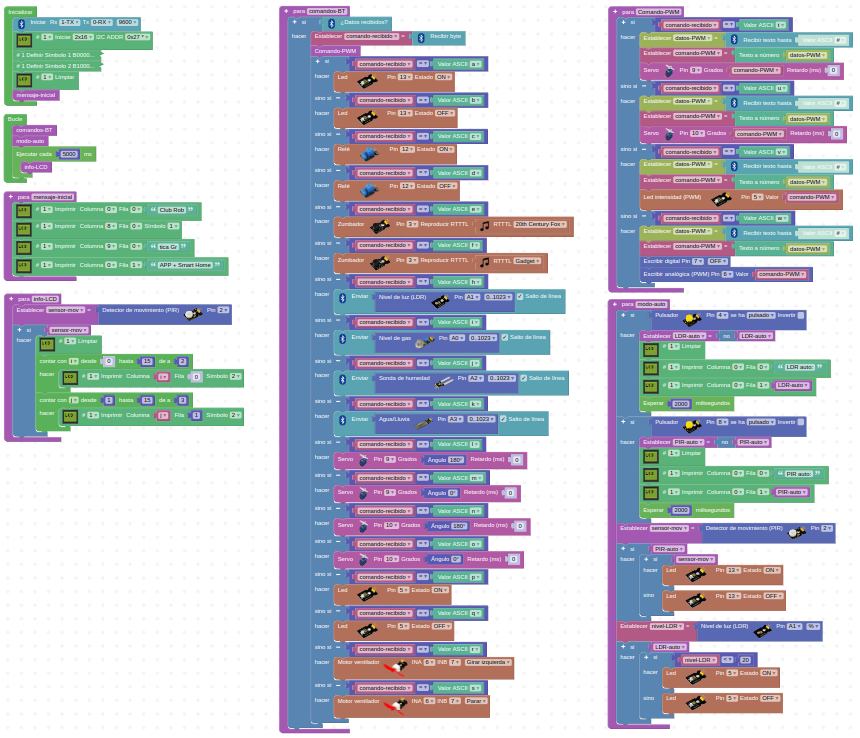 Inicializar
Iniciar Rx 1-TX Tx 0-RX 9600
# 1 Iniciar 2x16 I2C ADDR 0x27 *
# 1 Definir Símbolo 1 B0000...
# 1 Definir Símbolo 2 B1000...
# 1 Limpiar
mensaje-inicial
Bucle
comandos-BT
modo-auto
Ejecutar cada 5000 ms
info-LCD
para mensaje-inicial
# 1 Imprimir Columna 0 Fila 0 “ Club Rob ”
# 1 Imprimir Columna 8 Fila 0 Símbolo 1
# 1 Imprimir Columna 9 Fila 0 “ tica Gr ”
# 1 Imprimir Columna 0 Fila 1 “ APP + Smart Home ”
para info-LCD
Establecer sensor-mov = Detector de movimiento (PIR) Pin 2
si sensor-mov
hacer # 1 Limpiar
contar con i desde 0 hasta 15 de a 2
hacer # 1 Imprimir Columna i Fila 0 Símbolo 2
contar con j desde 1 hasta 15 de a 3
hacer # 1 Imprimir Columna j Fila 1 Símbolo 2
para comandos-BT
si ¿Datos recibidos?
hacer Establecer comando-recibido = Recibir byte
Comando-PWM
si comando-recibido = Valor ASCII a
hacer Led Pin 13 Estado ON
sino si comando-recibido = Valor ASCII b
hacer Led Pin 13 Estado OFF
sino si comando-recibido = Valor ASCII c
hacer Relé Pin 12 Estado ON
sino si comando-recibido = Valor ASCII d
hacer Relé Pin 12 Estado OFF
sino si comando-recibido = Valor ASCII e
hacer Zumbador Pin 3 Reproducir RTTTL RTTTL 20th Century Fox
sino si comando-recibido = Valor ASCII f
hacer Zumbador Pin 3 Reproducir RTTTL RTTTL Gadget
sino si comando-recibido = Valor ASCII h
hacer Enviar Nivel de luz (LDR) Pin A1 0..1023 Salto de línea
sino si comando-recibido = Valor ASCII i
hacer Enviar Nivel de gas Pin A0 0..1023 Salto de línea
sino si comando-recibido = Valor ASCII j
hacer Enviar Sonda de humedad Pin A2 0..1023 Salto de línea
sino si comando-recibido = Valor ASCII k
hacer Enviar Agua/Lluvia Pin A3 0..1023 Salto de línea
sino si comando-recibido = Valor ASCII l
hacer Servo Pin 9 Grados Ángulo 180° Retardo (ms) 0
sino si comando-recibido = Valor ASCII m
hacer Servo Pin 9 Grados Ángulo 0° Retardo (ms) 0
sino si comando-recibido = Valor ASCII n
hacer Servo Pin 10 Grados Ángulo 180° Retardo (ms) 0
sino si comando-recibido = Valor ASCII o
hacer Servo Pin 10 Grados Ángulo 0° Retardo (ms) 0
sino si comando-recibido = Valor ASCII p
hacer Led Pin 5 Estado ON
sino si comando-recibido = Valor ASCII q
hacer Led Pin 5 Estado OFF
sino si comando-recibido = Valor ASCII r
hacer Motor ventilador INA 6 INB 7 Girar izquierda
sino si comando-recibido = Valor ASCII s
hacer Motor ventilador INA 6 INB 7 Parar
para Comando-PWM
si comando-recibido = Valor ASCII t
hacer Establecer datos-PWM = Recibir texto hasta #
Establecer comando-PWM = Texto a número datos-PWM
Servo Pin 9 Grados comando-PWM Retardo (ms) 0
sino si comando-recibido = Valor ASCII u
hacer Establecer datos-PWM = Recibir texto hasta #
Establecer comando-PWM = Texto a número datos-PWM
Servo Pin 10 Grados comando-PWM Retardo (ms) 0
sino si comando-recibido = Valor ASCII v
hacer Establecer datos-PWM = Recibir texto hasta #
Establecer comando-PWM = Texto a número datos-PWM
Led intensidad (PWM) Pin 5 Valor comando-PWM
sino si comando-recibido = Valor ASCII w
hacer Establecer datos-PWM = Recibir texto hasta #
Establecer comando-PWM = Texto a número datos-PWM
Escribir digital Pin 7 OFF
Escribir analógica (PWM) Pin 6 Valor comando-PWM
para modo-auto
si Pulsador Pin 4 se ha pulsado Invertir
hacer Establecer LDR-auto = no LDR-auto
# 1 Limpiar
# 1 Imprimir Columna 0 Fila 0 “ LDR auto: ”
# 1 Imprimir Columna 0 Fila 1 LDR-auto
Esperar 2000 milisegundos
si Pulsador Pin 8 se ha pulsado Invertir
hacer Establecer PIR-auto = no PIR-auto
# 1 Limpiar
# 1 Imprimir Columna 0 Fila 0 “ PIR auto: ”
# 1 Imprimir Columna 0 Fila 1 PIR-auto
Esperar 2000 milisegundos
Establecer sensor-mov = Detector de movimiento (PIR) Pin 2
si PIR-auto
hacer si sensor-mov
hacer Led Pin 13 Estado ON
sino Led Pin 13 Estado OFF
Establecer nivel-LDR = Nivel de luz (LDR) Pin A1 %
si LDR-auto
hacer si nivel-LDR < 20
hacer Led Pin 5 Estado ON
sino Led Pin 5 Estado OFF